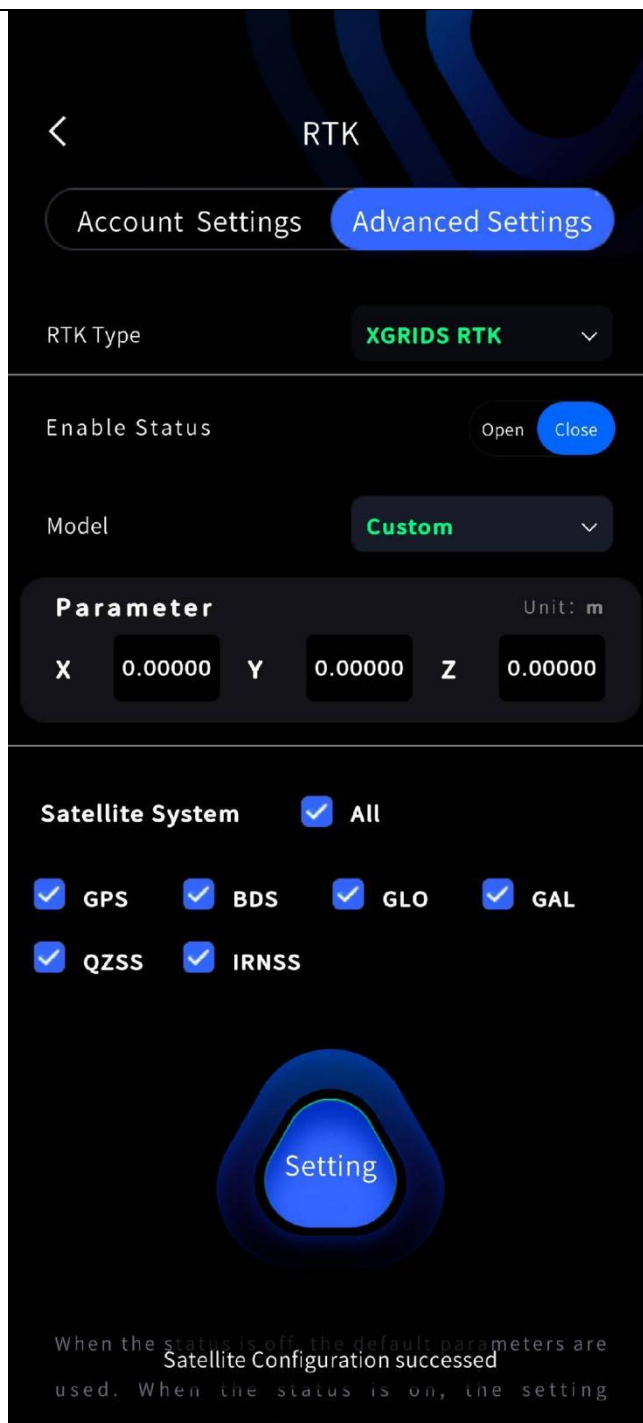 RTK
Account Settings Advanced Settings
RTK Type XGRIDS RTK
Enable Status Open Close
Model Custom
Parameter Unit: m
X 0.00000 Y 0.00000 Z 0.00000
Satellite System All
GPS BDS GLO GAL
QZSS IRNSS
Setting
When the status is off, the default parameters are
Satellite Configuration successed
used. When the status is on, the setting